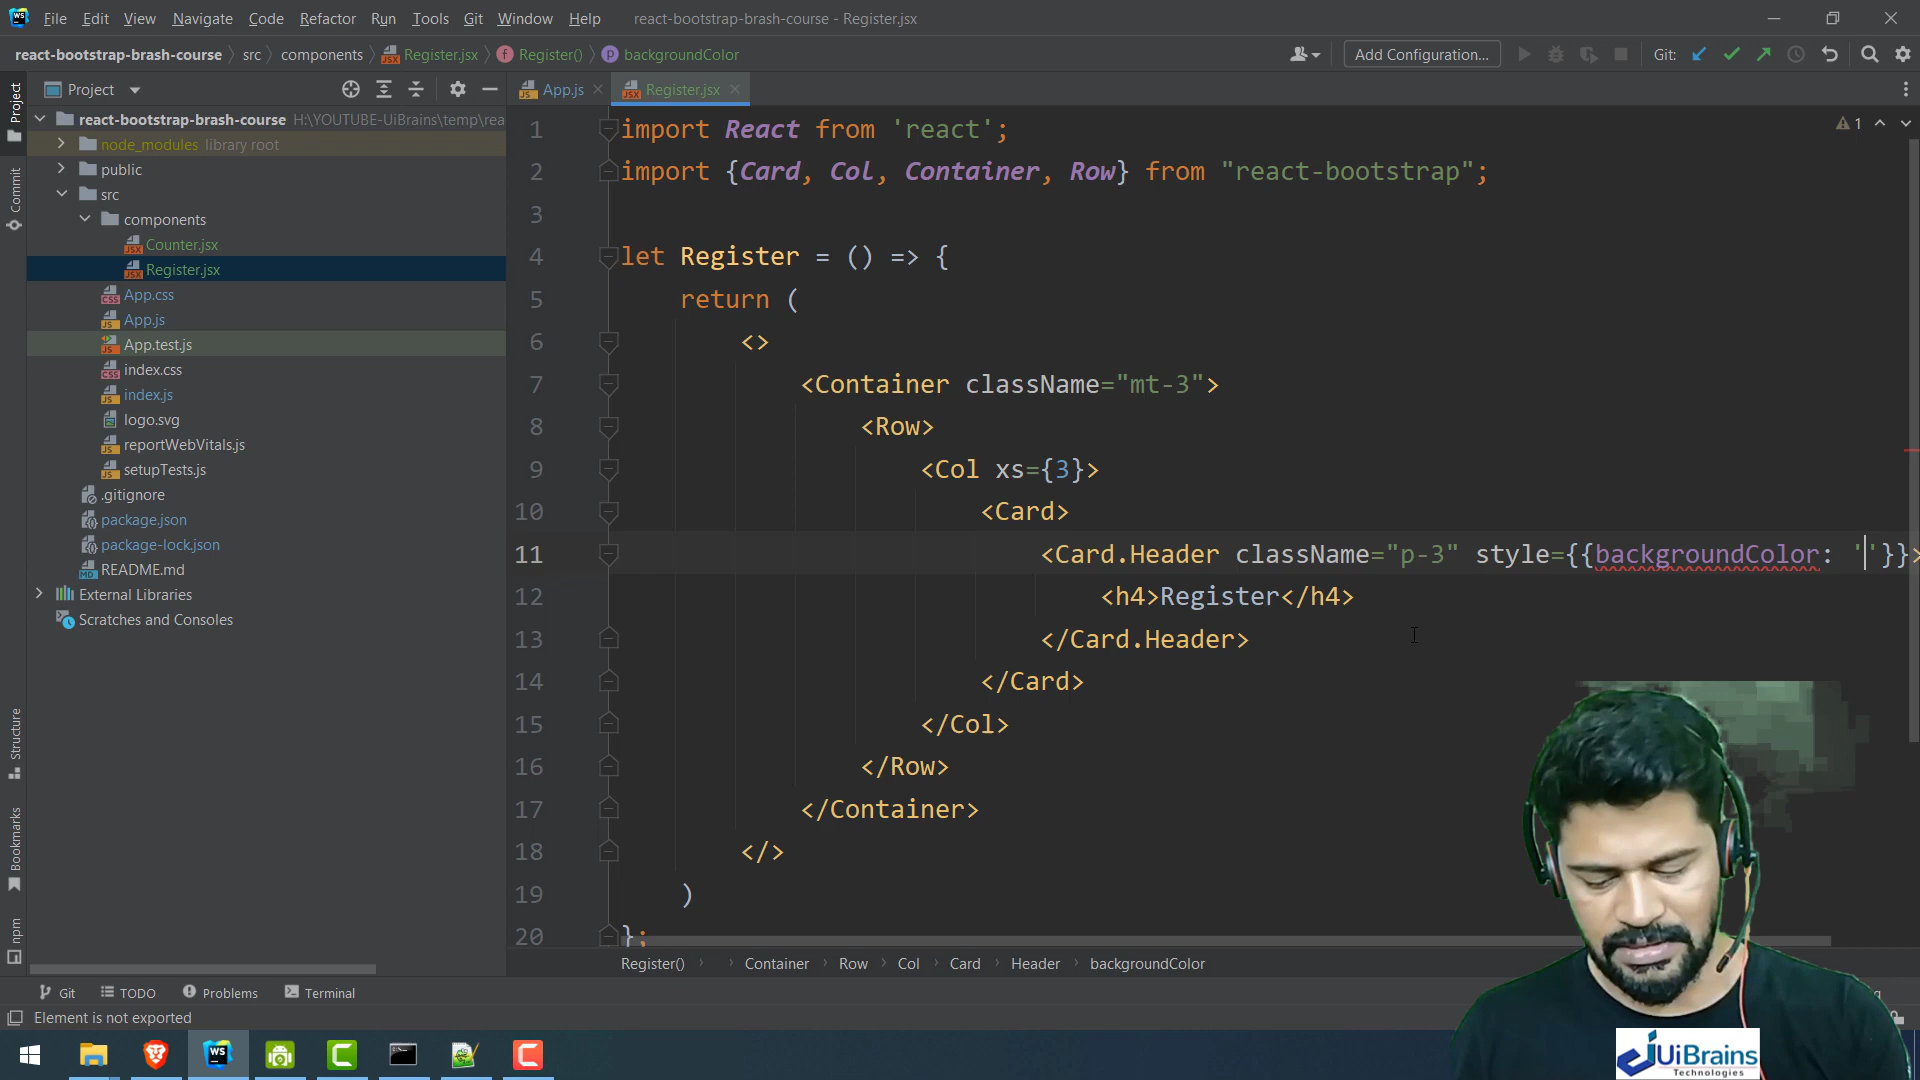 File Edit View Navigate Code Refactor Run Tools Git Window Help react-bootstrap-brash-course - Register.jsx
react-bootstrap-brash-course src components Register.jsx Register() backgroundColor Add Configuration... Git:
Project App.js Register.jsx
Project
Commit
Structure
Bookmarks
npm
react-bootstrap-brash-course H:\YOUTUBE-UiBrains\temp\rea
node_modules library root
public
src
components
Counter.jsx
Register.jsx
App.css
App.js
App.test.js
index.css
index.js
logo.svg
reportWebVitals.js
setupTests.js
.gitignore
package.json
package-lock.json
README.md
External Libraries
Scratches and Consoles
1 import React from 'react'; 1
2 import {Card, Col, Container, Row} from "react-bootstrap";
3
4 let Register = () => {
5 return (
6 <>
7 <Container className="mt-3">
8 <Row>
9 <Col xs={3}>
10 <Card>
11 <Card.Header className="p-3" style={{backgroundColor: ''}}>
12 <h4>Register</h4>
13 </Card.Header>
14 </Card>
15 </Col>
16 </Row>
17 </Container>
18 </>
19 )
20 };
Register() Container Row Col Card Header backgroundColor
Git TODO Problems Terminal
Element is not exported
WS
UiBrains
Technologies